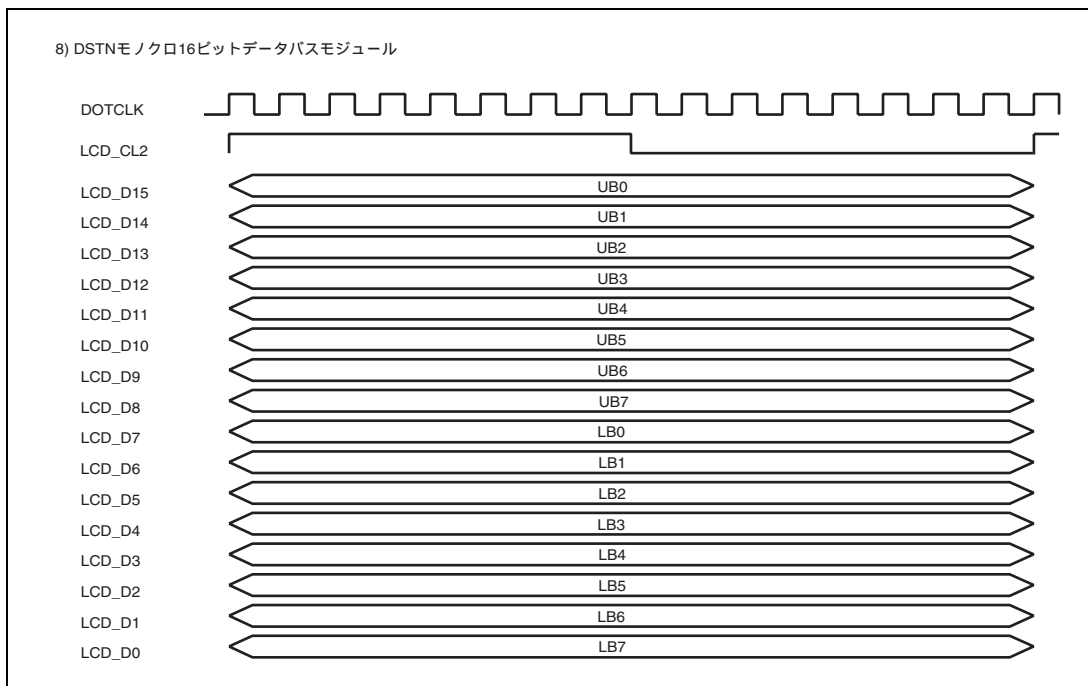 8) DSTNモノクロ16ビットデータバスモジュール
DOTCLK
LCD_CL2
LCD_D15 UB0
LCD_D14 UB1
LCD_D13 UB2
LCD_D12 UB3
LCD_D11 UB4
LCD_D10 UB5
LCD_D9 UB6
LCD_D8 UB7
LCD_D7 LB0
LCD_D6 LB1
LCD_D5 LB2
LCD_D4 LB3
LCD_D3 LB4
LCD_D2 LB5
LCD_D1 LB6
LCD_D0 LB7